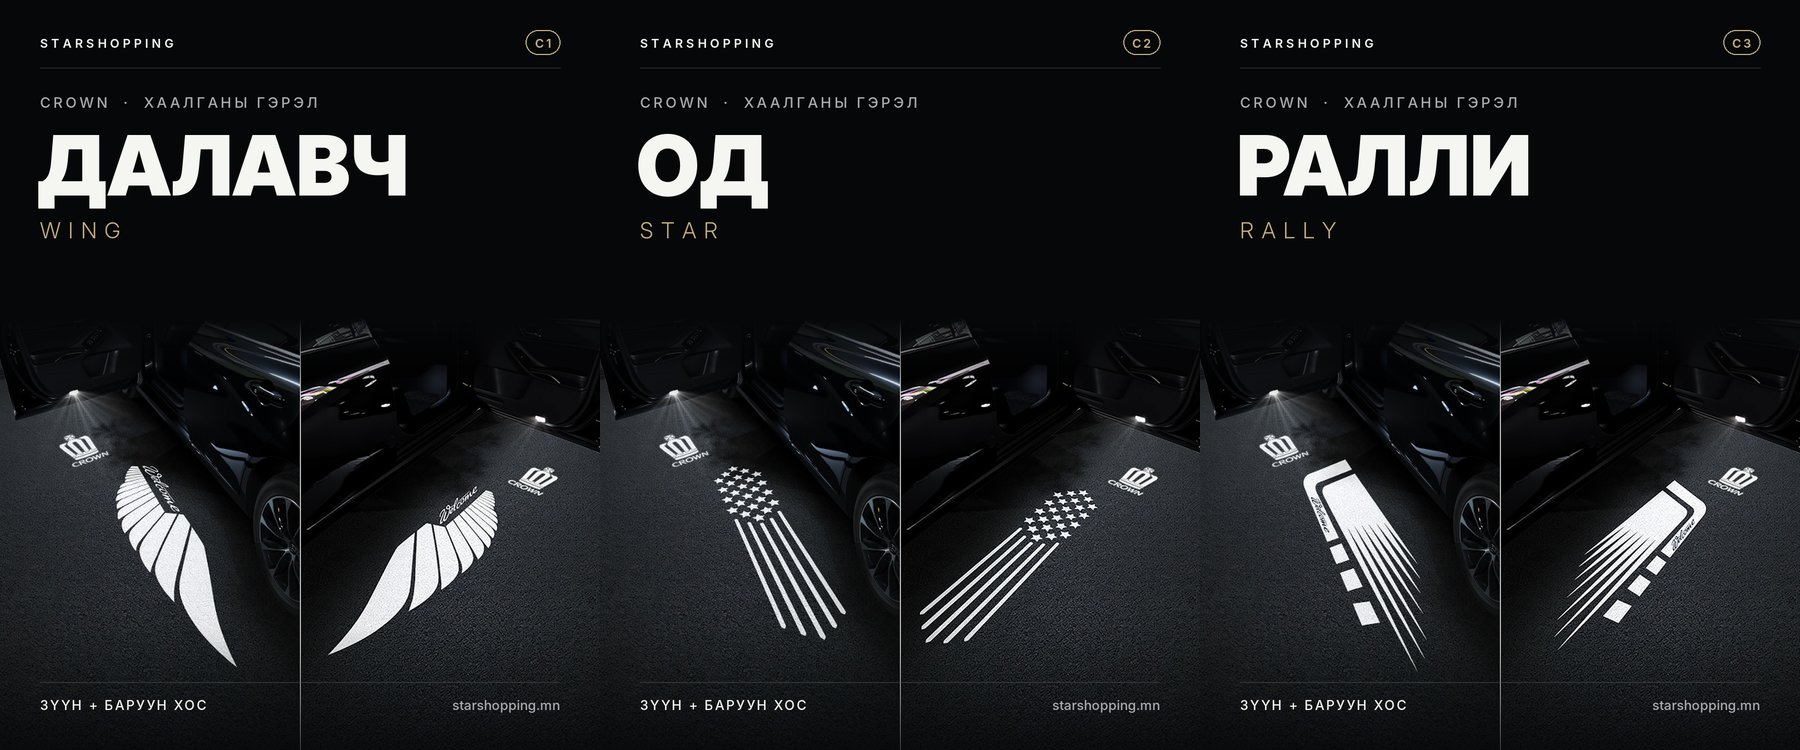 STARSHOPPING C1
CROWN · ХААЛГАНЫ ГЭРЭЛ
ДАЛАВЧ
WING
CROWN
Welcome
Welcome
CROWN
ЗҮҮН + БАРУУН ХОС
starshopping.mn
STARSHOPPING C2
CROWN · ХААЛГАНЫ ГЭРЭЛ
ОД
STAR
CROWN
CROWN
ЗҮҮН + БАРУУН ХОС
starshopping.mn
STARSHOPPING C3
CROWN · ХААЛГАНЫ ГЭРЭЛ
РАЛЛИ
RALLY
CROWN
Welcome
CROWN
Welcome
ЗҮҮН + БАРУУН ХОС
starshopping.mn